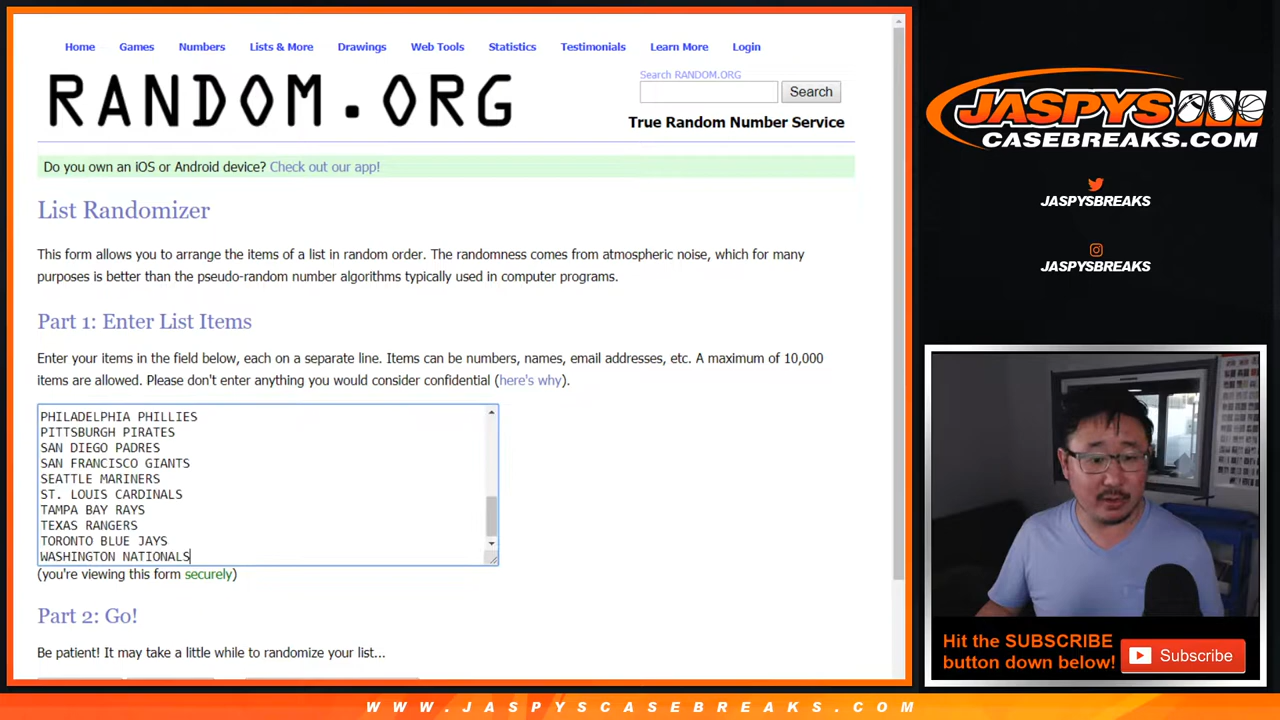 Home Games Numbers Lists & More Drawings Web Tools Statistics Testimonials Learn More Login
RANDOM.ORG
Search RANDOM.ORG
Search
True Random Number Service
Do you own an iOS or Android device? Check out our app!
List Randomizer
This form allows you to arrange the items of a list in random order. The randomness comes from atmospheric noise, which for many
purposes is better than the pseudo-random number algorithms typically used in computer programs.
Part 1: Enter List Items
Enter your items in the field below, each on a separate line. Items can be numbers, names, email addresses, etc. A maximum of 10,000
items are allowed. Please don't enter anything you would consider confidential (here's why).
PHILADELPHIA PHILLIES
PITTSBURGH PIRATES
SAN DIEGO PADRES
SAN FRANCISCO GIANTS
SEATTLE MARINERS
ST. LOUIS CARDINALS
TAMPA BAY RAYS
TEXAS RANGERS
TORONTO BLUE JAYS
WASHINGTON NATIONALS
(you're viewing this form securely)
Part 2: Go!
Be patient! It may take a little while to randomize your list...
JASPYS
CASEBREAKS.COM
JASPYSBREAKS
JASPYSBREAKS
Hit the SUBSCRIBE
button down below!
Subscribe
WWW.JASPYSCASEBREAKS.COM